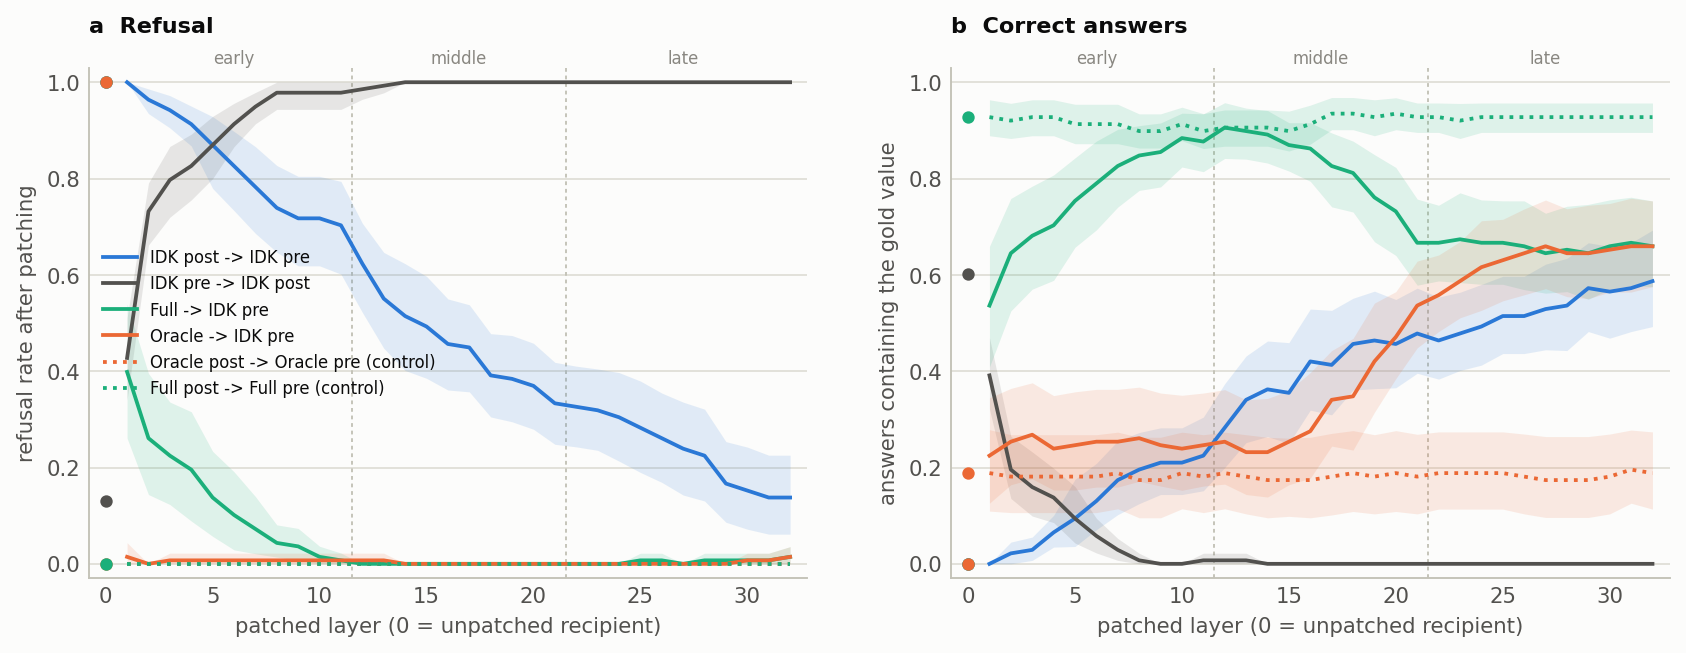 a Refusal
early middle late
refusal rate after patching
1.0
0.8
0.6
0.4
0.2
0.0
IDK post -> IDK pre
IDK pre -> IDK post
Full -> IDK pre
Oracle -> IDK pre
Oracle post -> Oracle pre (control)
Full post -> Full pre (control)
0 5 10 15 20 25 30
patched layer (0 = unpatched recipient)
b Correct answers
early middle late
answers containing the gold value
1.0
0.8
0.6
0.4
0.2
0.0
0 5 10 15 20 25 30
patched layer (0 = unpatched recipient)